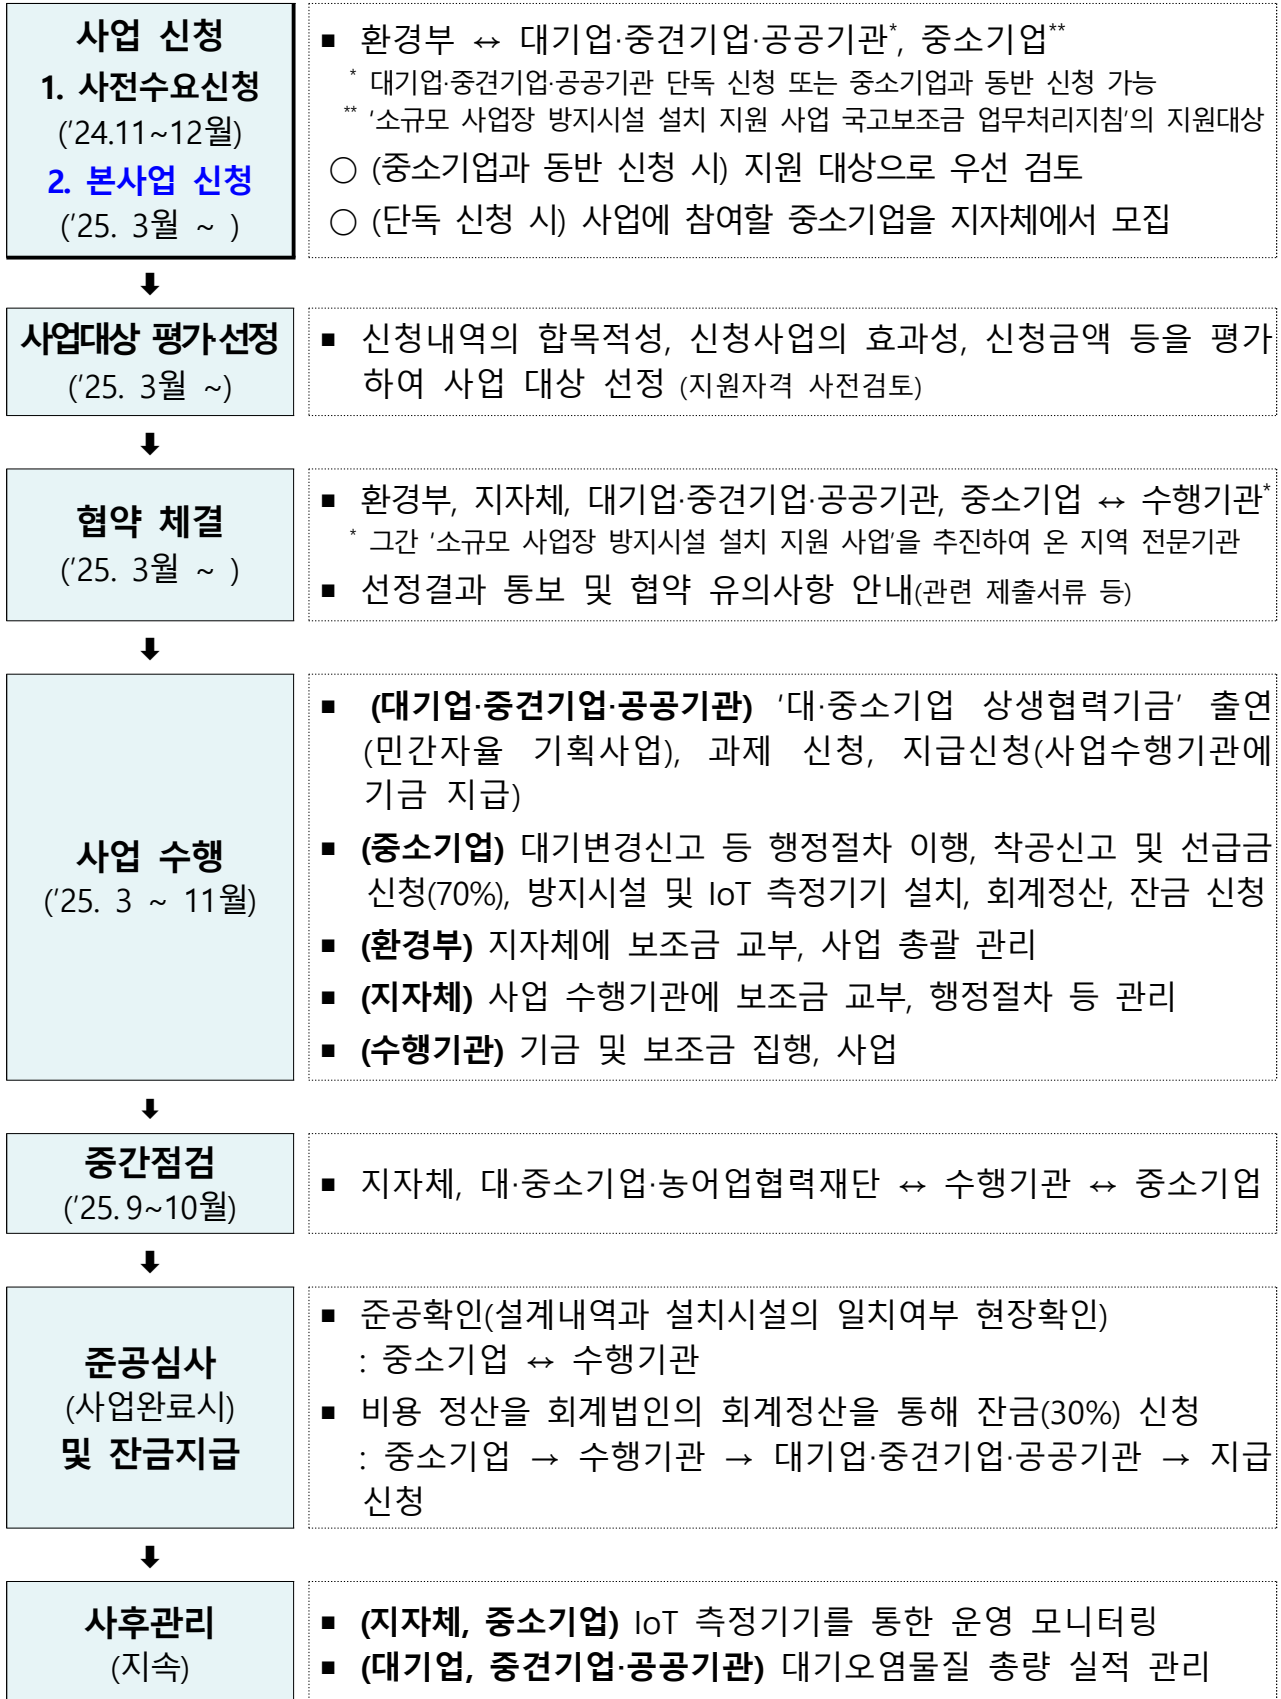 사업 신청
1. 사전수요신청
('24.11~12월)
2. 본사업 신청
('25. 3월 ~ )
■ 환경부 ↔ 대기업·중견기업·공공기관*, 중소기업**
* 대기업·중견기업·공공기관 단독 신청 또는 중소기업과 동반 신청 가능
** '소규모 사업장 방지시설 설치 지원 사업 국고보조금 업무처리지침'의 지원대상
○ (중소기업과 동반 신청 시) 지원 대상으로 우선 검토
○ (단독 신청 시) 사업에 참여할 중소기업을 지자체에서 모집
⬇
사업대상 평가·선정
('25. 3월 ~)
■ 신청내역의 합목적성, 신청사업의 효과성, 신청금액 등을 평가
하여 사업 대상 선정 (지원자격 사전검토)
⬇
협약 체결
('25. 3월 ~ )
■ 환경부, 지자체, 대기업·중견기업·공공기관, 중소기업 ↔ 수행기관*
* 그간 '소규모 사업장 방지시설 설치 지원 사업'을 추진하여 온 지역 전문기관
■ 선정결과 통보 및 협약 유의사항 안내(관련 제출서류 등)
⬇
사업 수행
('25. 3 ~ 11월)
■ (대기업·중견기업·공공기관) '대·중소기업 상생협력기금' 출연
(민간자율 기획사업), 과제 신청, 지급신청(사업수행기관에
기금 지급)
■ (중소기업) 대기변경신고 등 행정절차 이행, 착공신고 및 선급금
신청(70%), 방지시설 및 IoT 측정기기 설치, 회계정산, 잔금 신청
■ (환경부) 지자체에 보조금 교부, 사업 총괄 관리
■ (지자체) 사업 수행기관에 보조금 교부, 행정절차 등 관리
■ (수행기관) 기금 및 보조금 집행, 사업
⬇
중간점검
('25. 9~10월)
■ 지자체, 대·중소기업·농어업협력재단 ↔ 수행기관 ↔ 중소기업
⬇
준공심사
(사업완료시)
및 잔금지급
■ 준공확인(설계내역과 설치시설의 일치여부 현장확인)
: 중소기업 ↔ 수행기관
■ 비용 정산을 회계법인의 회계정산을 통해 잔금(30%) 신청
: 중소기업 → 수행기관 → 대기업·중견기업·공공기관 → 지급
신청
⬇
사후관리
(지속)
■ (지자체, 중소기업) IoT 측정기기를 통한 운영 모니터링
■ (대기업, 중견기업·공공기관) 대기오염물질 총량 실적 관리